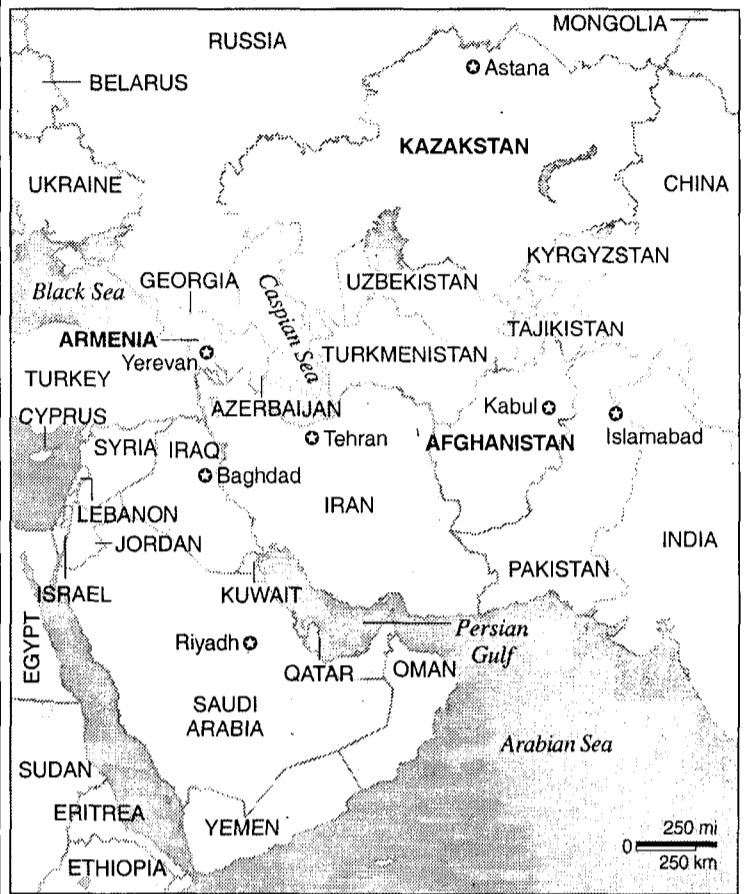 MONGOLIA
RUSSIA
Astana
BELARUS
KAZAKSTAN
UKRAINE
CHINA
KYRGYZSTAN
GEORGIA
UZBEKISTAN
Black Sea
Caspian Sea
TAJIKISTAN
ARMENIA
Yerevan
TURKMENISTAN
TURKEY
AZERBAIJAN
Kabul
CYPRUS
Tehran
AFGHANISTAN
Islamabad
SYRIA
IRAQ
Baghdad
IRAN
LEBANON
INDIA
JORDAN
PAKISTAN
ISRAEL
KUWAIT
EGYPT
Persian
Gulf
Riyadh
QATAR
OMAN
SAUDI
ARABIA
Arabian Sea
SUDAN
ERITREA
YEMEN
250 mi
0
250 km
ETHIOPIA